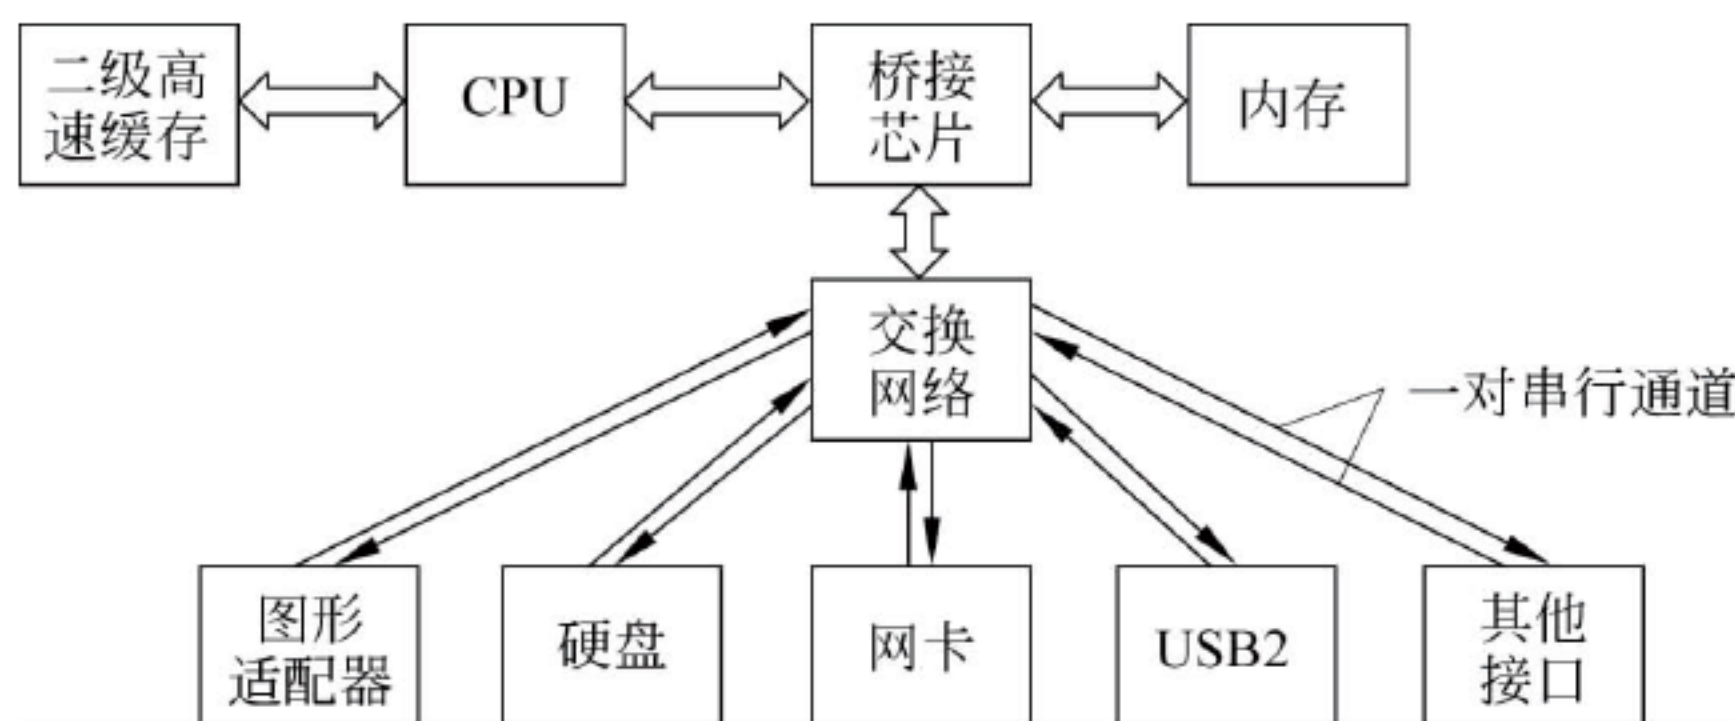 二级高
速缓存
CPU
桥接
芯片
内存
交换
网络
一对串行通道
图形
适配器
硬盘
网卡
USB2
其他
接口